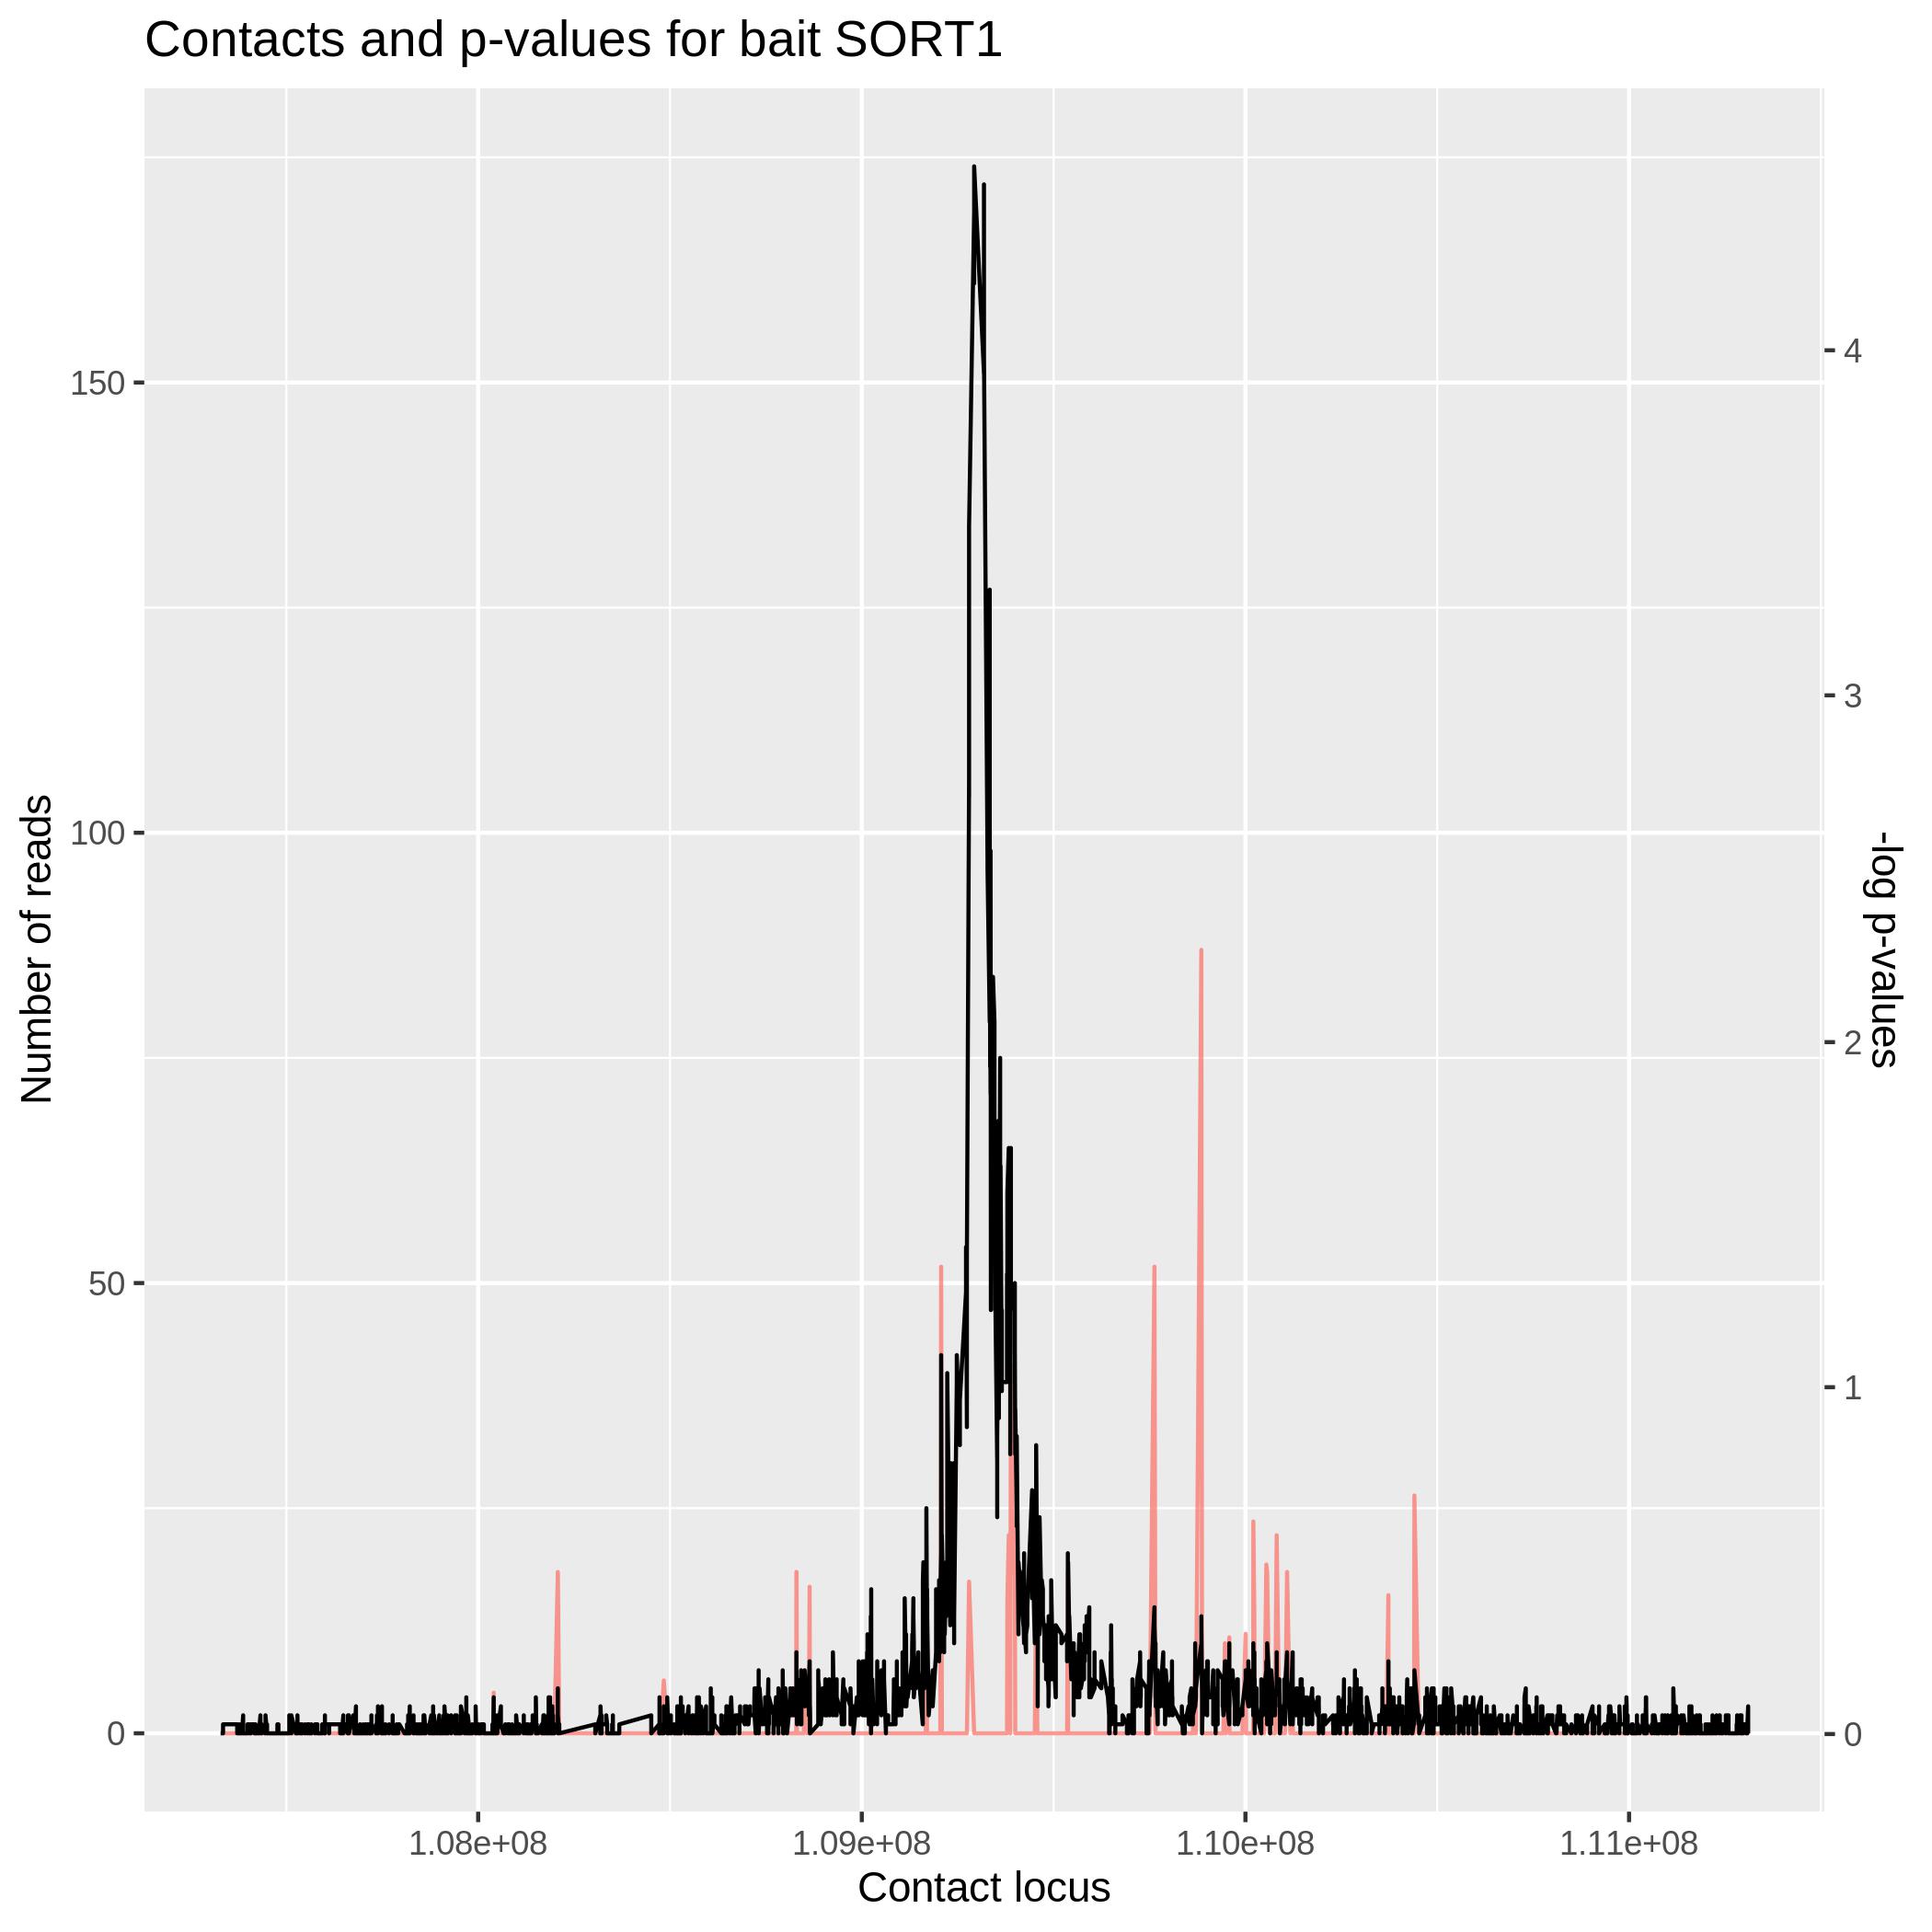 Contacts and p-values for bait SORT1
Number of reads
150
100
50
0
4
3
2
1
0
-log p-values
1.08e+08
1.09e+08
1.10e+08
1.11e+08
Contact locus